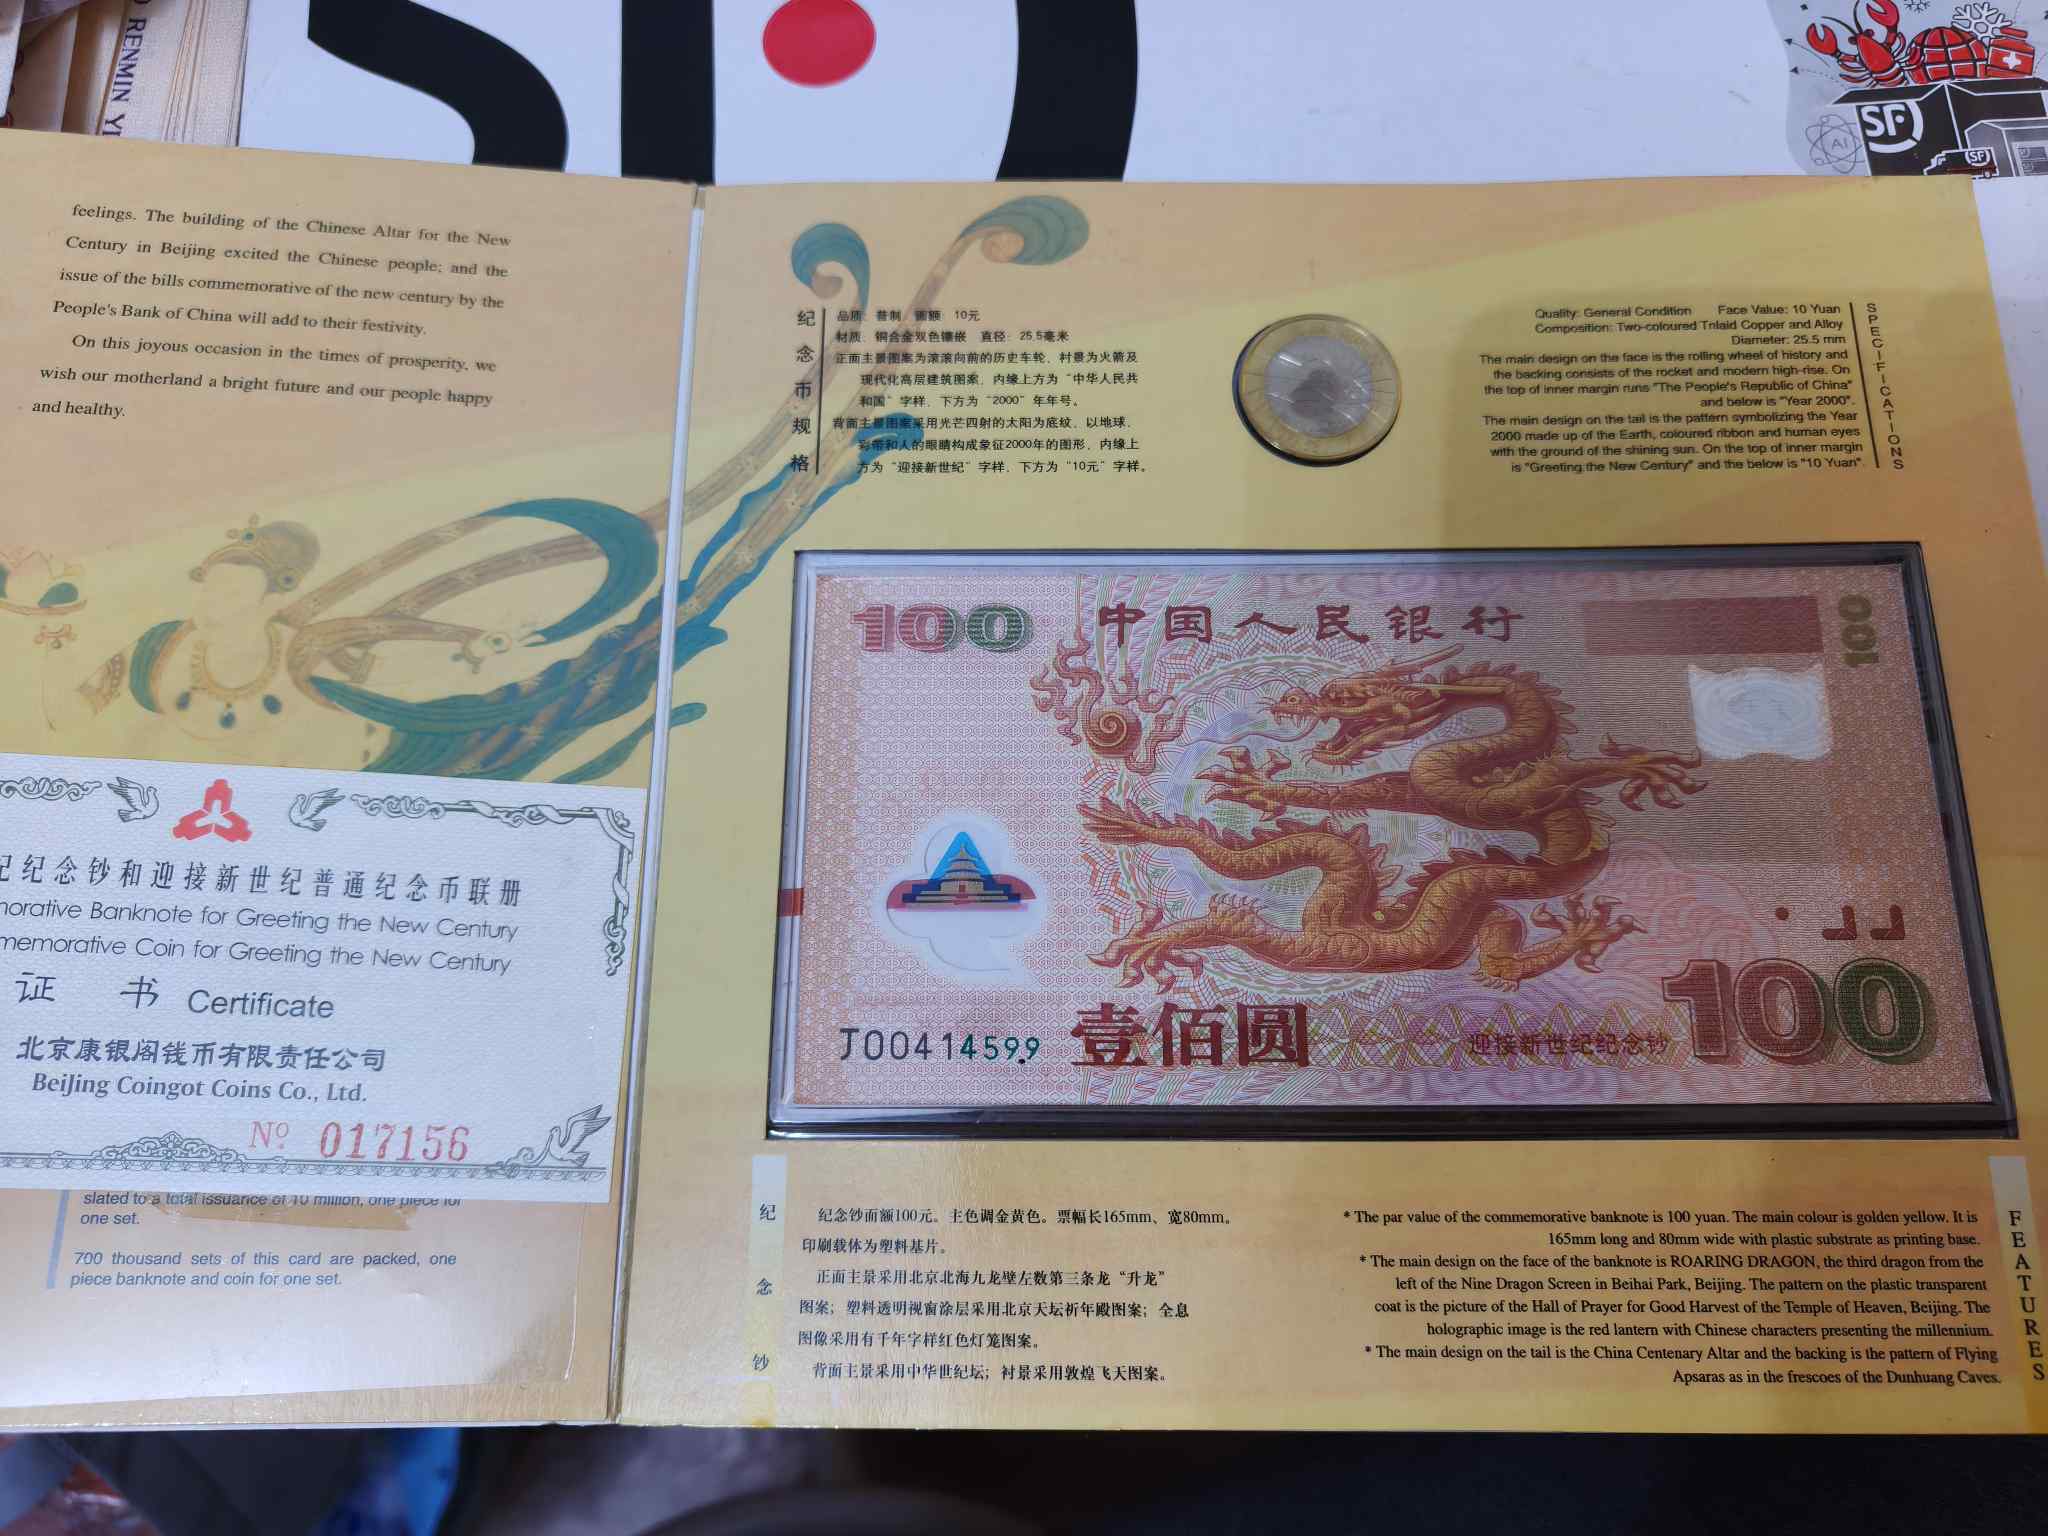 RENMIN
SF
AI
SF
feelings. The building of the Chinese Altar for the New
Century in Beijing excited the Chinese people; and the
issue of the bills commemorative of the new century by the
People's Bank of China will add to their festivity.
On this joyous occasion in the times of prosperity, we
wish our motherland a bright future and our people happy
and healthy.
纪念钞和迎接新世纪普通纪念币联册
Banknote for Greeting the New Century
Coin for Greeting the New Century
证 书 Certificate
北京康银阁钱币有限责任公司
BeiJing Coingot Coins Co., Ltd.
Nº 017156
slated to a total issuance of 10 million, one piece for
one set.
700 thousand sets of this card are packed, one
piece banknote and coin for one set.
纪念币规格
品质：普制 面额：10元
材质：铜合金双色镶嵌 直径：25.5毫米
正面主景图案为滚滚向前的历史车轮、衬景为火箭及
现代化高层建筑图案，内缘上方为“中华人民共
和国”字样，下方为“2000”年年号。
背面主景图案采用光芒四射的太阳为底纹，以地球、
彩带和人的眼睛构成象征2000年的图形，内缘上
方为“迎接新世纪”字样，下方为“10元”字样。
SPECIFICATIONS
Quality: General Condition Face Value: 10 Yuan
Composition: Two-coloured Tnlaid Copper and Alloy
Diameter: 25.5 mm
The main design on the face is the rolling wheel of history and
the backing consists of the rocket and modern high-rise. On
the top of inner margin runs "The People's Republic of China"
and below is "Year 2000".
The main design on the tail is the pattern symbolizing the Year
2000 made up of the Earth, coloured ribbon and human eyes
with the ground of the shining sun. On the top of inner margin
is "Greeting the New Century" and the below is "10 Yuan".
100 中国人民银行 100
J00414599 壹佰圆 迎接新世纪纪念钞 100
纪念钞
纪念钞面额100元。主色调金黄色。票幅长165mm、宽80mm。
印刷载体为塑料基片。
正面主景采用北京北海九龙壁左数第三条龙“升龙”
图案；塑料透明视窗涂层采用北京天坛祈年殿图案；全息
图像采用有千年字样红色灯笼图案。
背面主景采用中华世纪坛；衬景采用敦煌飞天图案。
FEATURES
* The par value of the commemorative banknote is 100 yuan. The main colour is golden yellow. It is
165mm long and 80mm wide with plastic substrate as printing base.
* The main design on the face of the banknote is ROARING DRAGON, the third dragon from the
left of the Nine Dragon Screen in Beihai Park, Beijing. The pattern on the plastic transparent
coat is the picture of the Hall of Prayer for Good Harvest of the Temple of Heaven, Beijing. The
holographic image is the red lantern with Chinese characters presenting the millennium.
* The main design on the tail is the China Centenary Altar and the backing is the pattern of Flying
Apsaras as in the frescoes of the Dunhuang Caves.